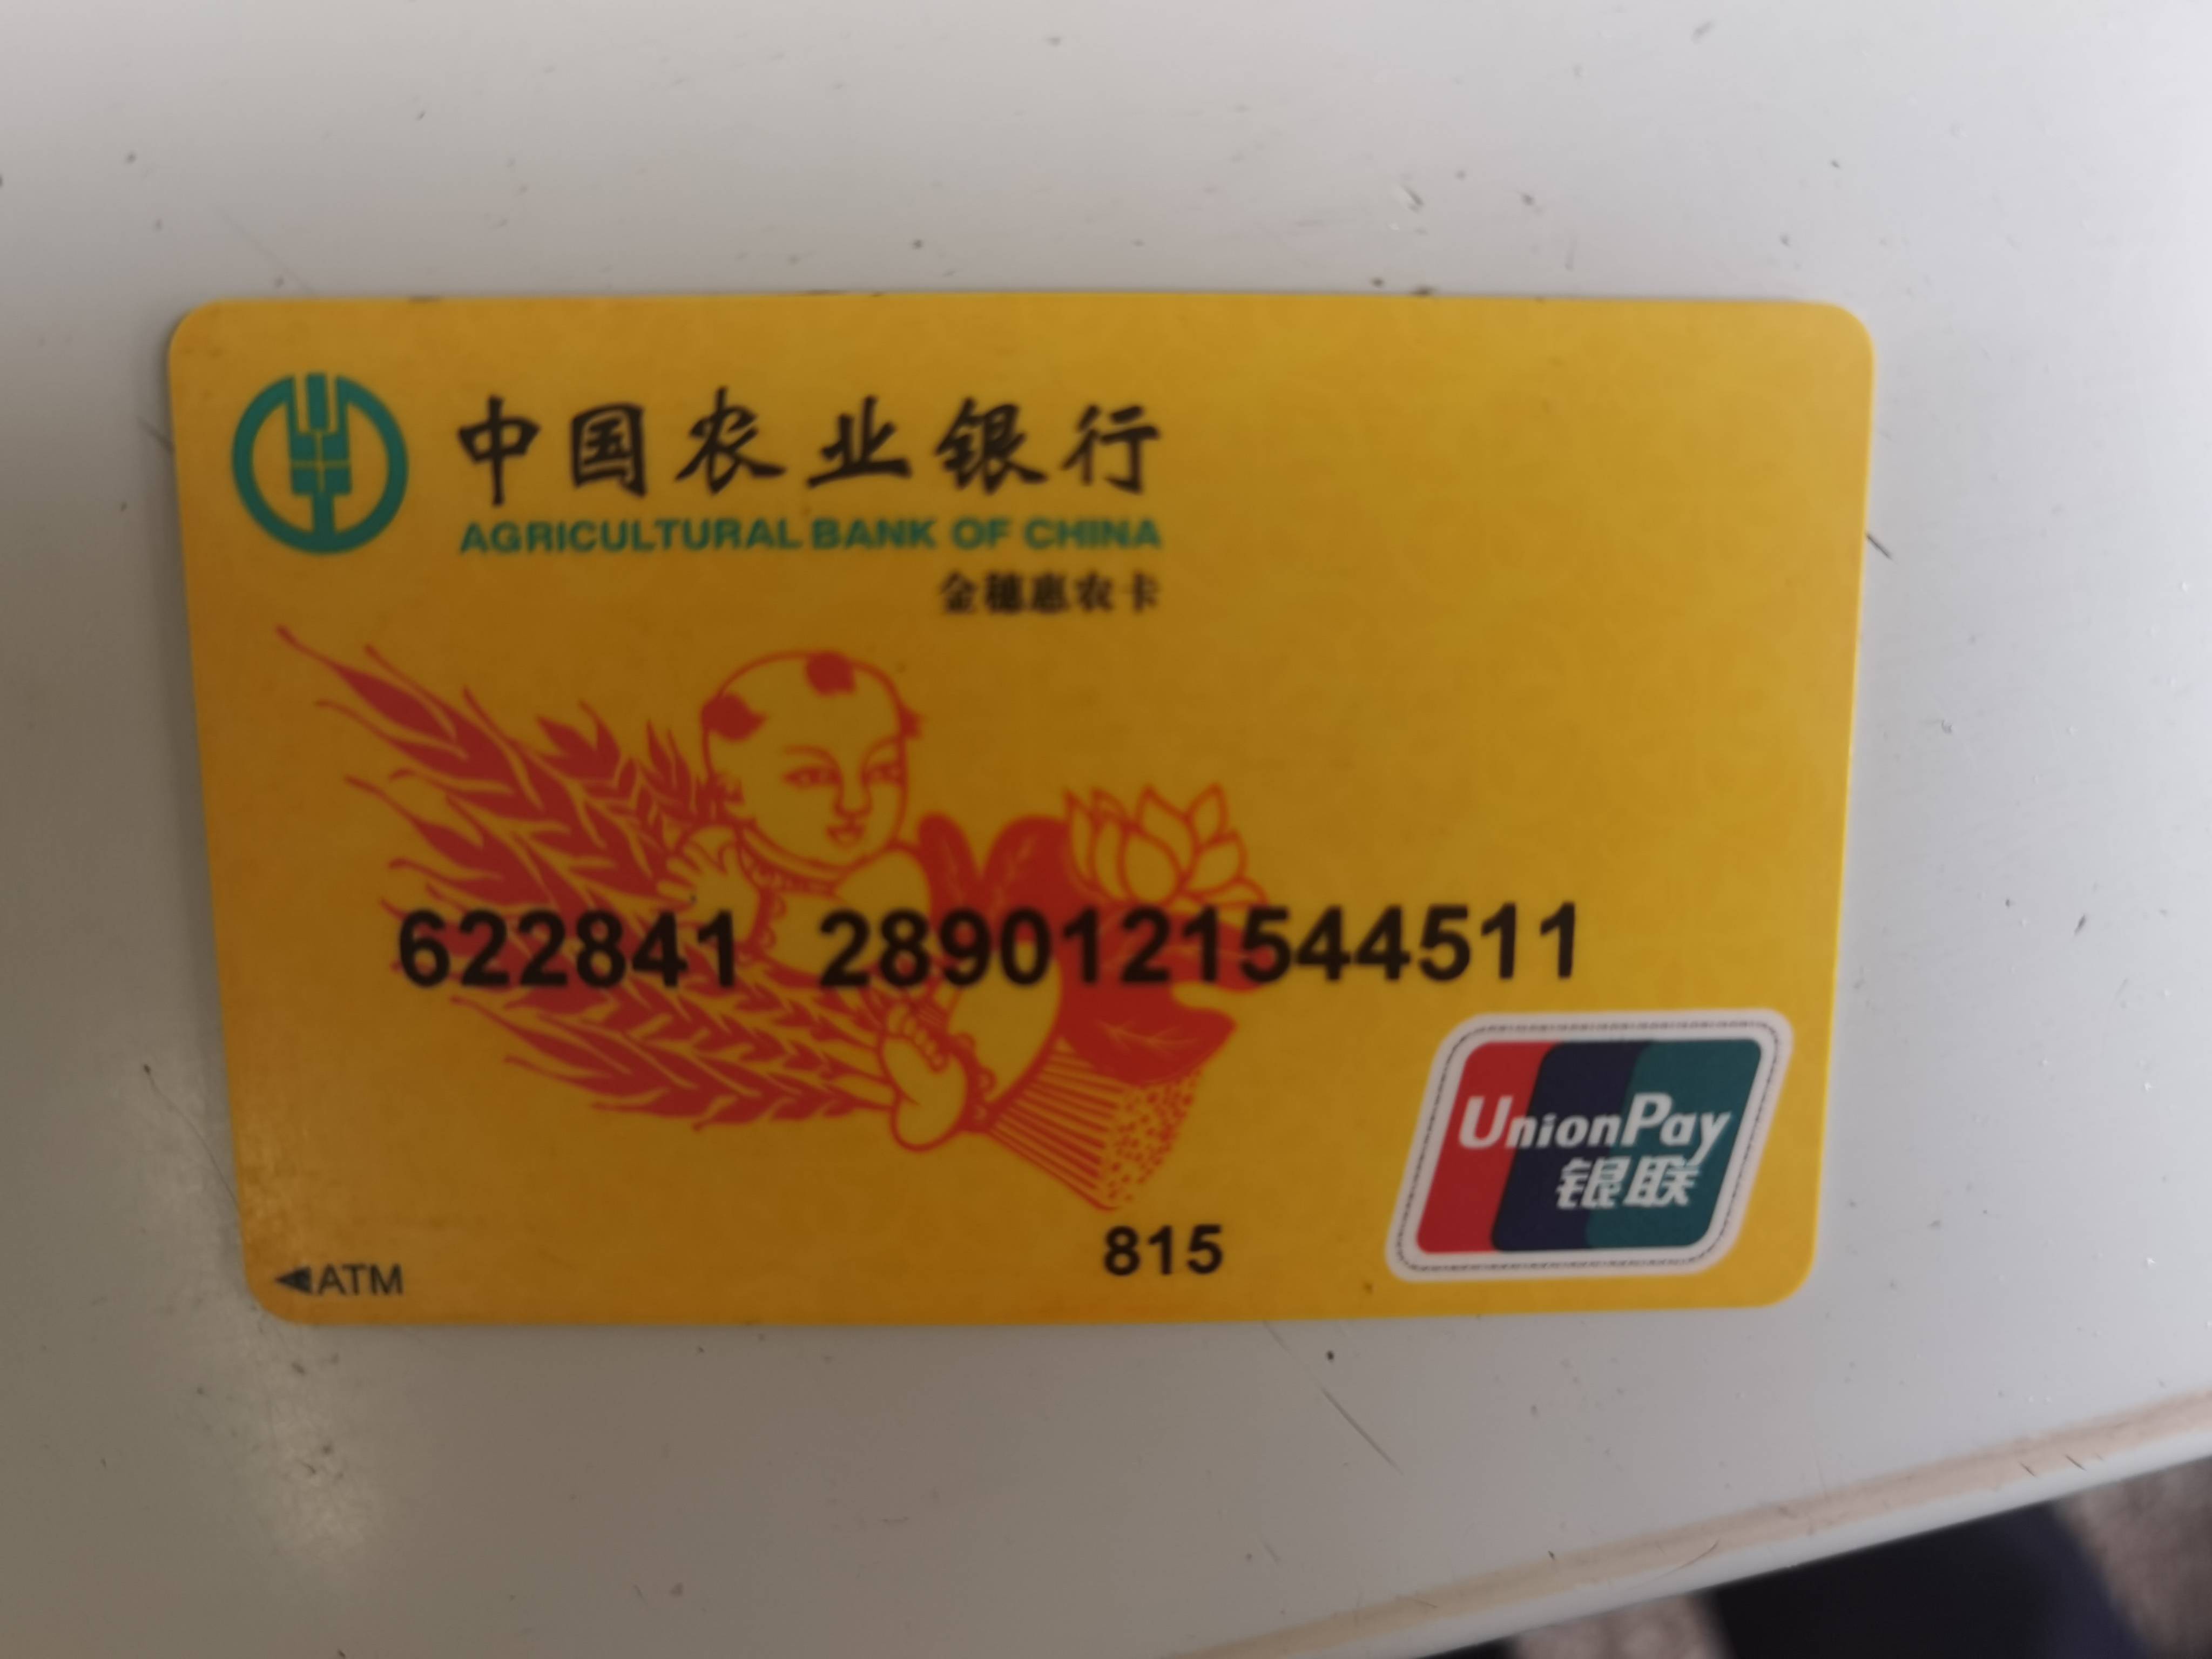 中国农业银行
AGRICULTURAL BANK OF CHINA
金穗惠农卡
622841 2890121544511
UnionPay
银联
815
ATM